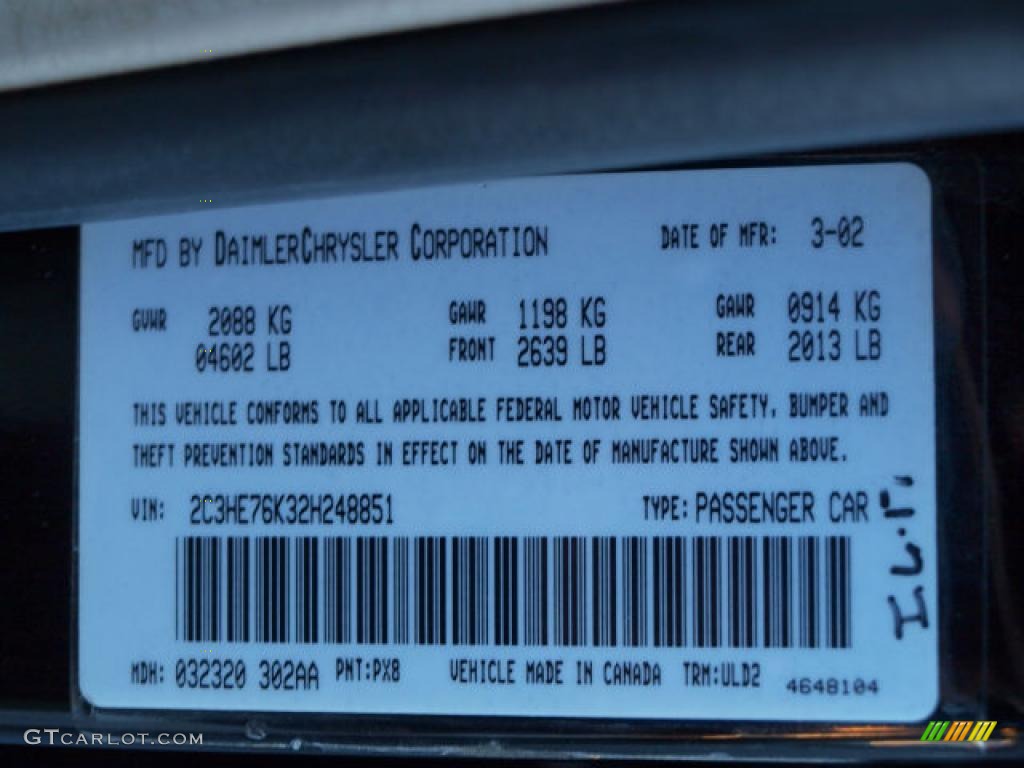 MFD BY DAIMLERCHRYSLER CORPORATION DATE OF MFR: 3-02
GVWR 2088 KG GAWR 1198 KG GAWR 0914 KG
04602 LB FRONT 2639 LB REAR 2013 LB
THIS VEHICLE CONFORMS TO ALL APPLICABLE FEDERAL MOTOR VEHICLE SAFETY, BUMPER AND
THEFT PREVENTION STANDARDS IN EFFECT ON THE DATE OF MANUFACTURE SHOWN ABOVE.
VIN: 2C3HE76K32H248851 TYPE: PASSENGER CAR
MDH: 032320 302AA PNT:PX8 VEHICLE MADE IN CANADA TRM:ULD2 4648104
GTCARLOT.COM